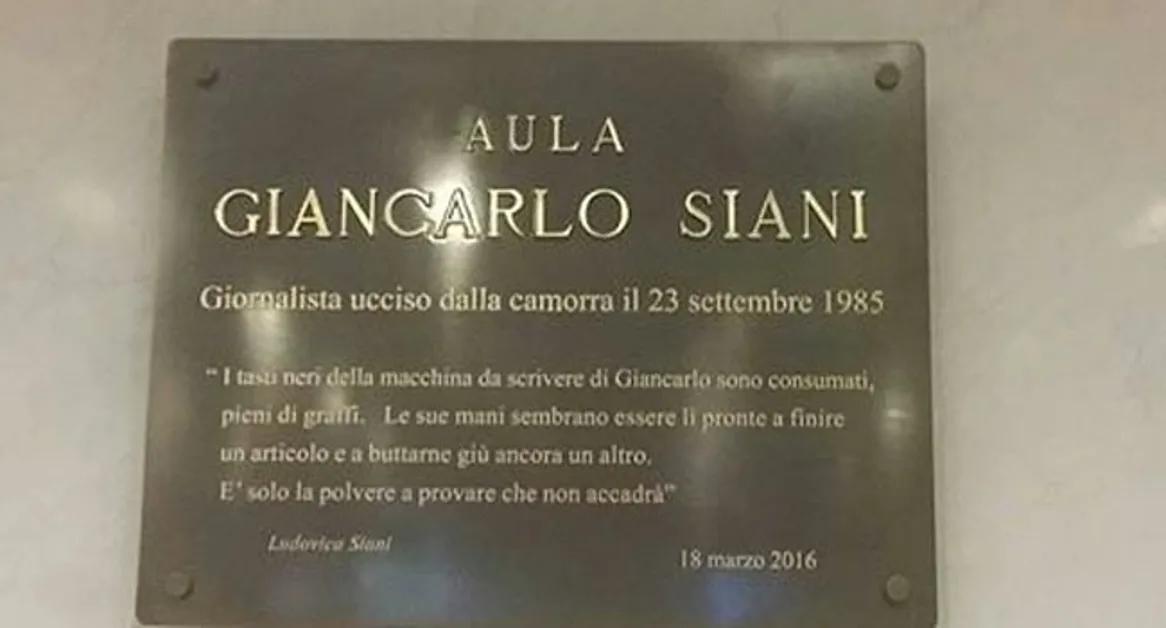 AULA
GIANCARLO SIANI
Giornalista ucciso dalla camorra il 23 settembre 1985
“ I tasti neri della macchina da scrivere di Giancarlo sono consumati,
pieni di graffi. Le sue mani sembrano essere lì pronte a finire
un articolo e a buttarne giù ancora un altro.
E' solo la polvere a provare che non accadrà”
Ludovica Siani
18 marzo 2016